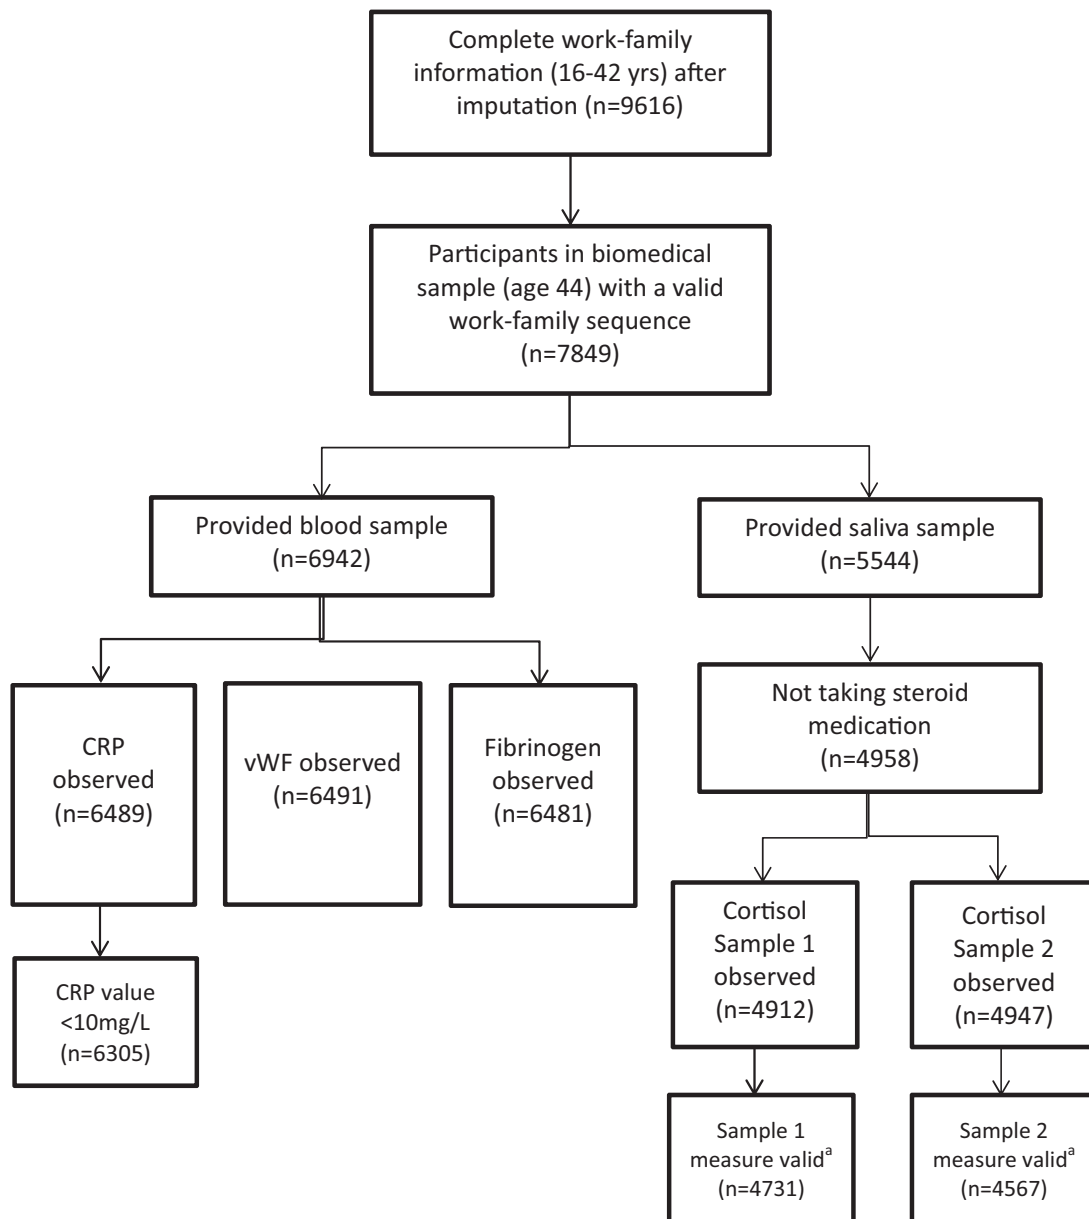 Complete work-family
information (16-42 yrs) after
imputation (n=9616)
Participants in biomedical
sample (age 44) with a valid
work-family sequence
(n=7849)
Provided blood sample
(n=6942)
Provided saliva sample
(n=5544)
CRP
observed
(n=6489)
vWF observed
(n=6491)
Fibrinogen
observed
(n=6481)
Not taking steroid
medication
(n=4958)
CRP value
<10mg/L
(n=6305)
Cortisol
Sample 1
observed
(n=4912)
Cortisol
Sample 2
observed
(n=4947)
Sample 1
measure validᵃ
(n=4731)
Sample 2
measure validᵃ
(n=4567)